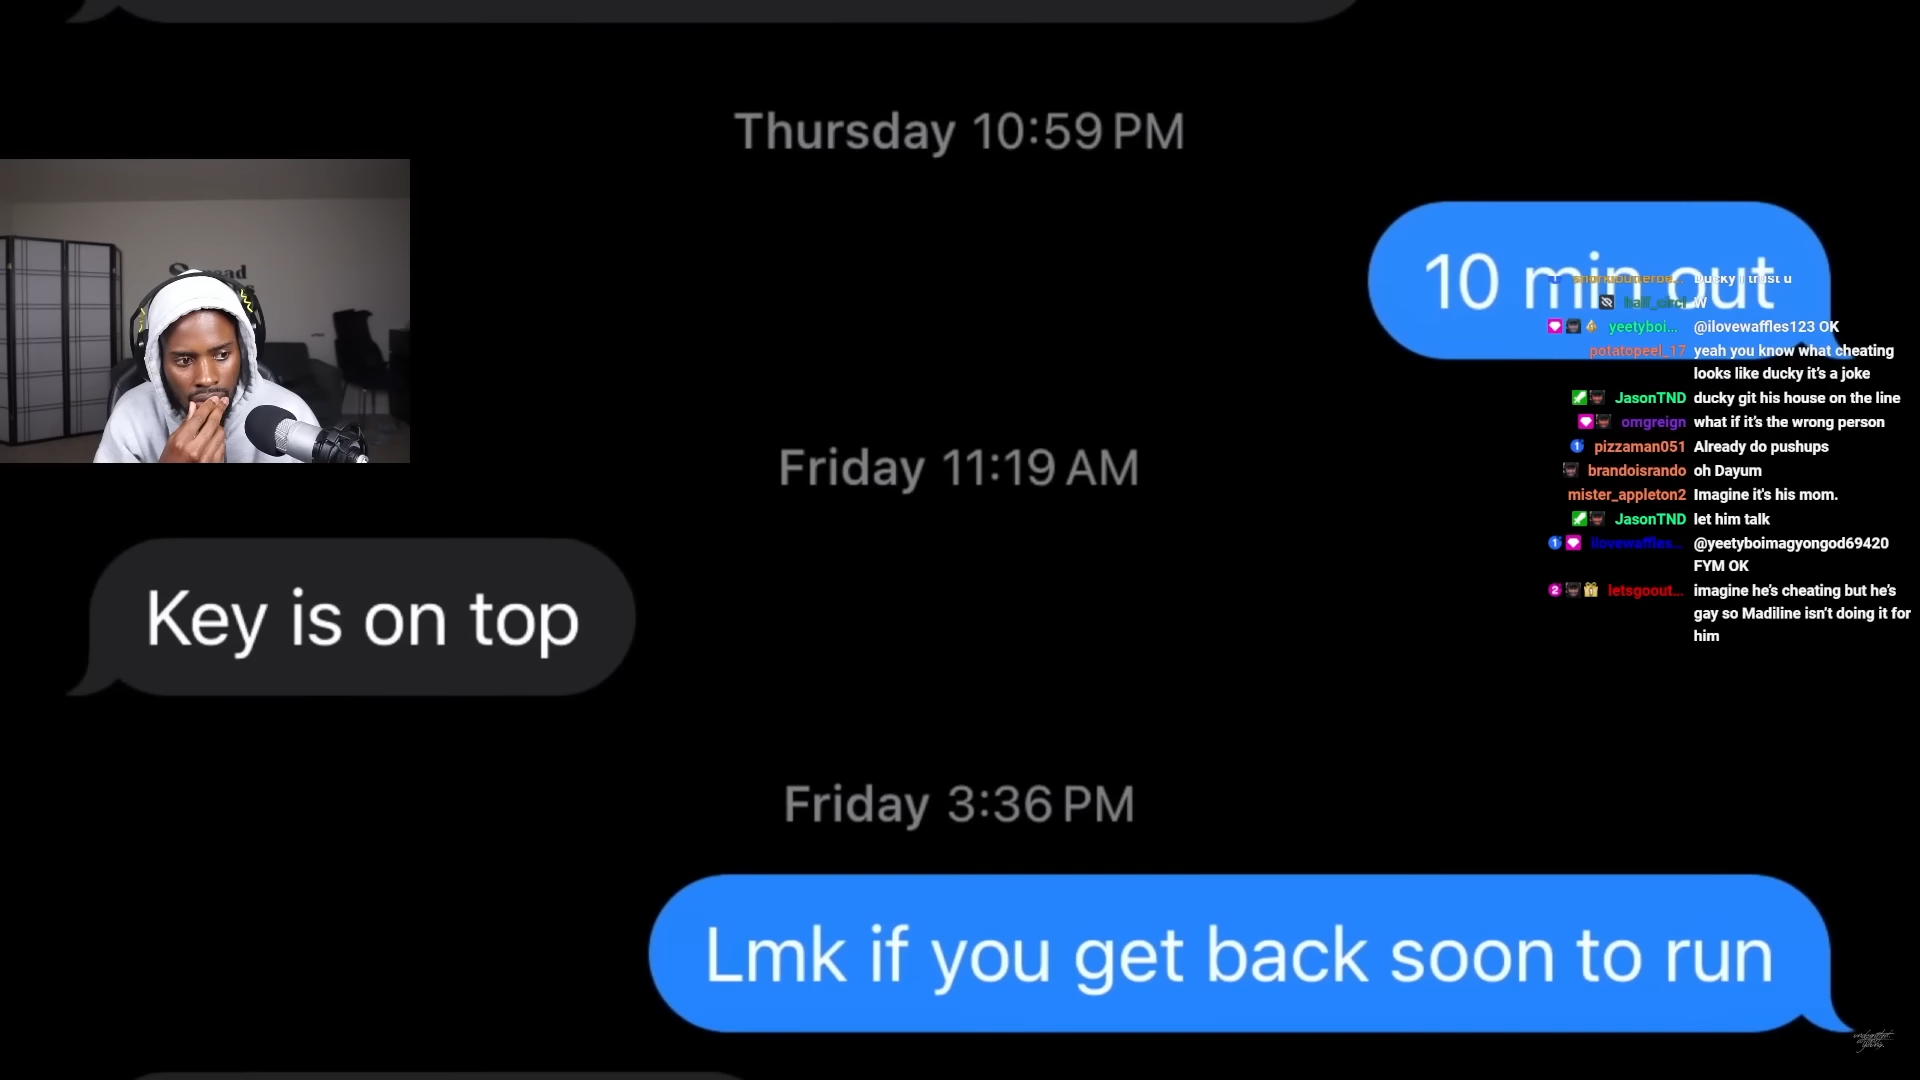 Thursday 10:59 PM
10 min out
Friday 11:19 AM
Key is on top
Friday 3:36 PM
Lmk if you get back soon to run
Ducky I trust u
W
yeetyboi... @ilovewaffles123 OK
potatopeel_17 yeah you know what cheating
looks like ducky it's a joke
JasonTND ducky git his house on the line
omgreign what if it's the wrong person
pizzaman051 Already do pushups
brandoisrando oh Dayum
mister_appleton2 Imagine it's his mom.
JasonTND let him talk
ilovewaffles... @yeetyboimagyongod69420
FYM OK
letsgoout... imagine he's cheating but he's
gay so Madiline isn't doing it for
him